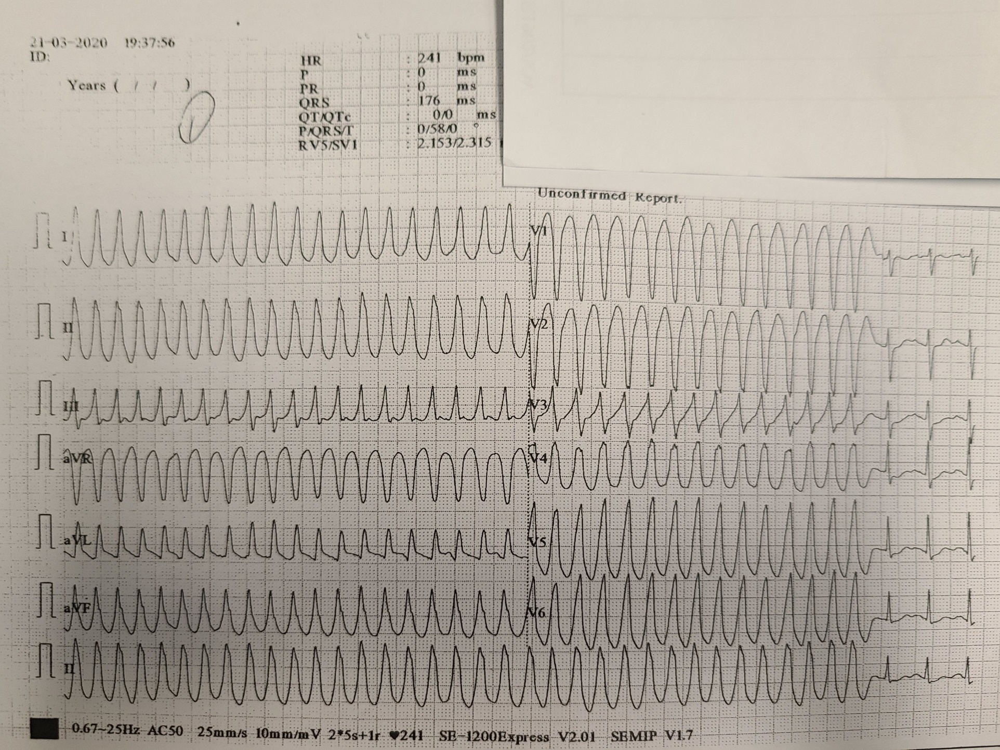 21-03-2020 19:37:56
ID:
Years ( / / )
HR : 241 bpm
P : 0 ms
PR : 0 ms
QRS : 176 ms
QT/QTc : 0/0 ms
P/QRS/T : 0/58/0 °
RV5/SV1 : 2.153/2.315
Unconfirmed Report.
I
V1
II
V2
III
V3
aVR
V4
aVL
V5
aVF
V6
II
0.67~25Hz AC50 25mm/s 10mm/mV 2*5s+1r ♥241 SE-1200Express V2.01 SEMIP V1.7